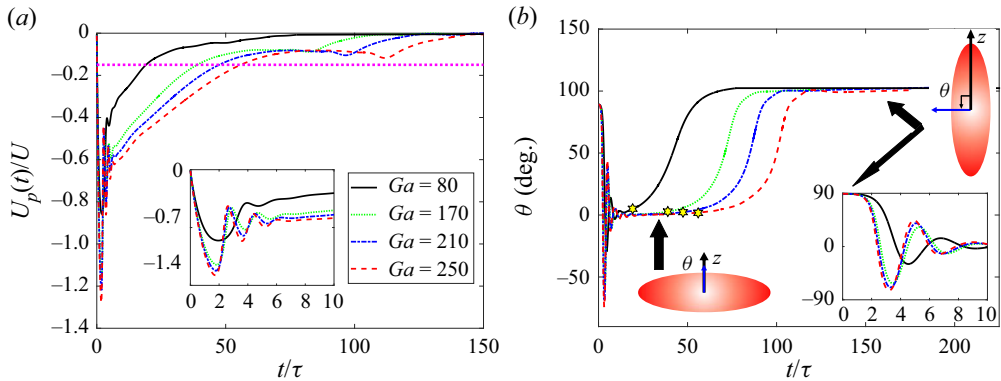 (a)
0
−0.2
−0.4
−0.6
−0.8
−1.0
−1.2
−1.4
U_p(t)/U
0
50
100
150
t/τ
0
−0.7
−1.4
0 2 4 6 8 10
Ga = 80
Ga = 170
Ga = 210
Ga = 250
(b)
150
100
50
0
−50
θ (deg.)
0
50
100
150
200
t/τ
z
θ
θ
z
90
0
−90
0 2 4 6 8 10